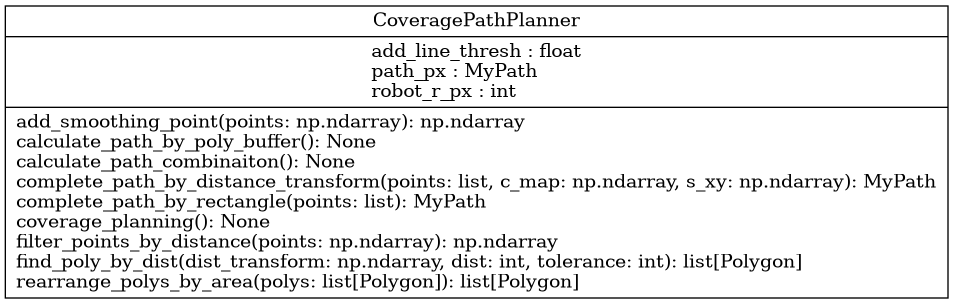 CoveragePathPlanner
add_line_thresh : float
path_px : MyPath
robot_r_px : int
add_smoothing_point(points: np.ndarray): np.ndarray
calculate_path_by_poly_buffer(): None
calculate_path_combinaiton(): None
complete_path_by_distance_transform(points: list, c_map: np.ndarray, s_xy: np.ndarray): MyPath
complete_path_by_rectangle(points: list): MyPath
coverage_planning(): None
filter_points_by_distance(points: np.ndarray): np.ndarray
find_poly_by_dist(dist_transform: np.ndarray, dist: int, tolerance: int): list[Polygon]
rearrange_polys_by_area(polys: list[Polygon]): list[Polygon]